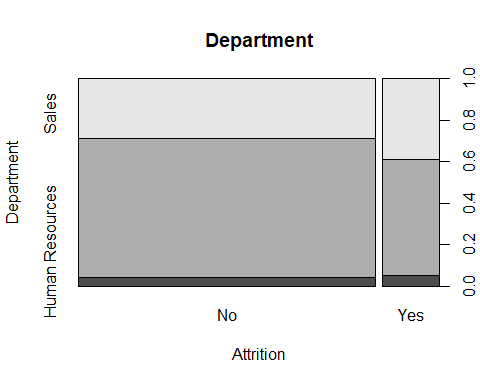 Department
Department
Sales
Human Resources
1.0
0.8
0.6
0.4
0.2
0.0
No
Yes
Attrition